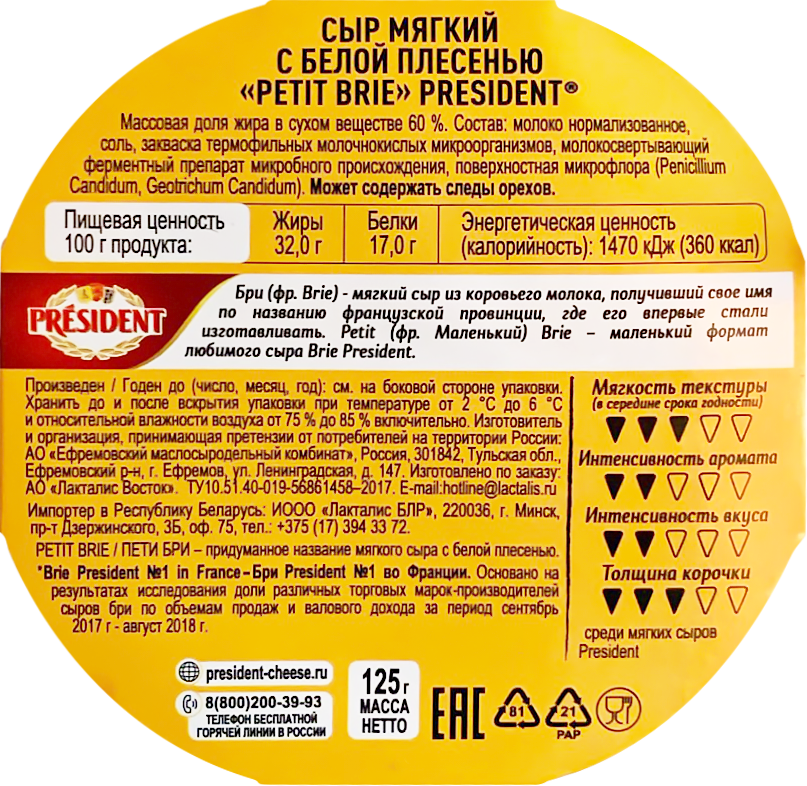 СЫР МЯГКИЙ
С БЕЛОЙ ПЛЕСЕНЬЮ
«PETIT BRIE» PRESIDENT®
Массовая доля жира в сухом веществе 60 %. Состав: молоко нормализованное,
соль, закваска термофильных молочнокислых микроорганизмов, молокосвертывающий
ферментный препарат микробного происхождения, поверхностная микрофлора (Penicillium
Candidum, Geotrichum Candidum). Может содержать следы орехов.
Пищевая ценность
100 г продукта:
Жиры
32,0 г
Белки
17,0 г
Энергетическая ценность
(калорийность): 1470 кДж (360 ккал)
PRÉSIDENT
Бри (фр. Brie) - мягкий сыр из коровьего молока, получивший свое имя
по названию французской провинции, где его впервые стали
изготавливать. Petit (фр. Маленький) Brie – маленький формат
любимого сыра Brie President.
Произведен / Годен до (число, месяц, год): см. на боковой стороне упаковки.
Хранить до и после вскрытия упаковки при температуре от 2 °С до 6 °С
и относительной влажности воздуха от 75 % до 85 % включительно. Изготовитель
и организация, принимающая претензии от потребителей на территории России:
АО «Ефремовский маслосыродельный комбинат», Россия, 301842, Тульская обл.,
Ефремовский р-н, г. Ефремов, ул. Ленинградская, д. 147. Изготовлено по заказу:
АО «Лакталис Восток». ТУ10.51.40-019-56861458–2017. E-mail:hotline@lactalis.ru
Импортер в Республику Беларусь: ИООО «Лакталис БЛР», 220036, г. Минск,
пр-т Дзержинского, 3Б, оф. 75, тел.: +375 (17) 394 33 72.
PETIT BRIE / ПЕТИ БРИ – придуманное название мягкого сыра с белой плесенью.
*Brie President №1 in France – Бри President №1 во Франции. Основано на
результатах исследования доли различных торговых марок-производителей
сыров бри по объемам продаж и валового дохода за период сентябрь
2017 г - август 2018 г.
Мягкость текстуры
(в середине срока годности)
Интенсивность аромата
Интенсивность вкуса
Толщина корочки
среди мягких сыров
President
president-cheese.ru
8(800)200-39-93
ТЕЛЕФОН БЕСПЛАТНОЙ
ГОРЯЧЕЙ ЛИНИИ В РОССИИ
125 г
МАССА
НЕТТО
EAC
81
21
PAP